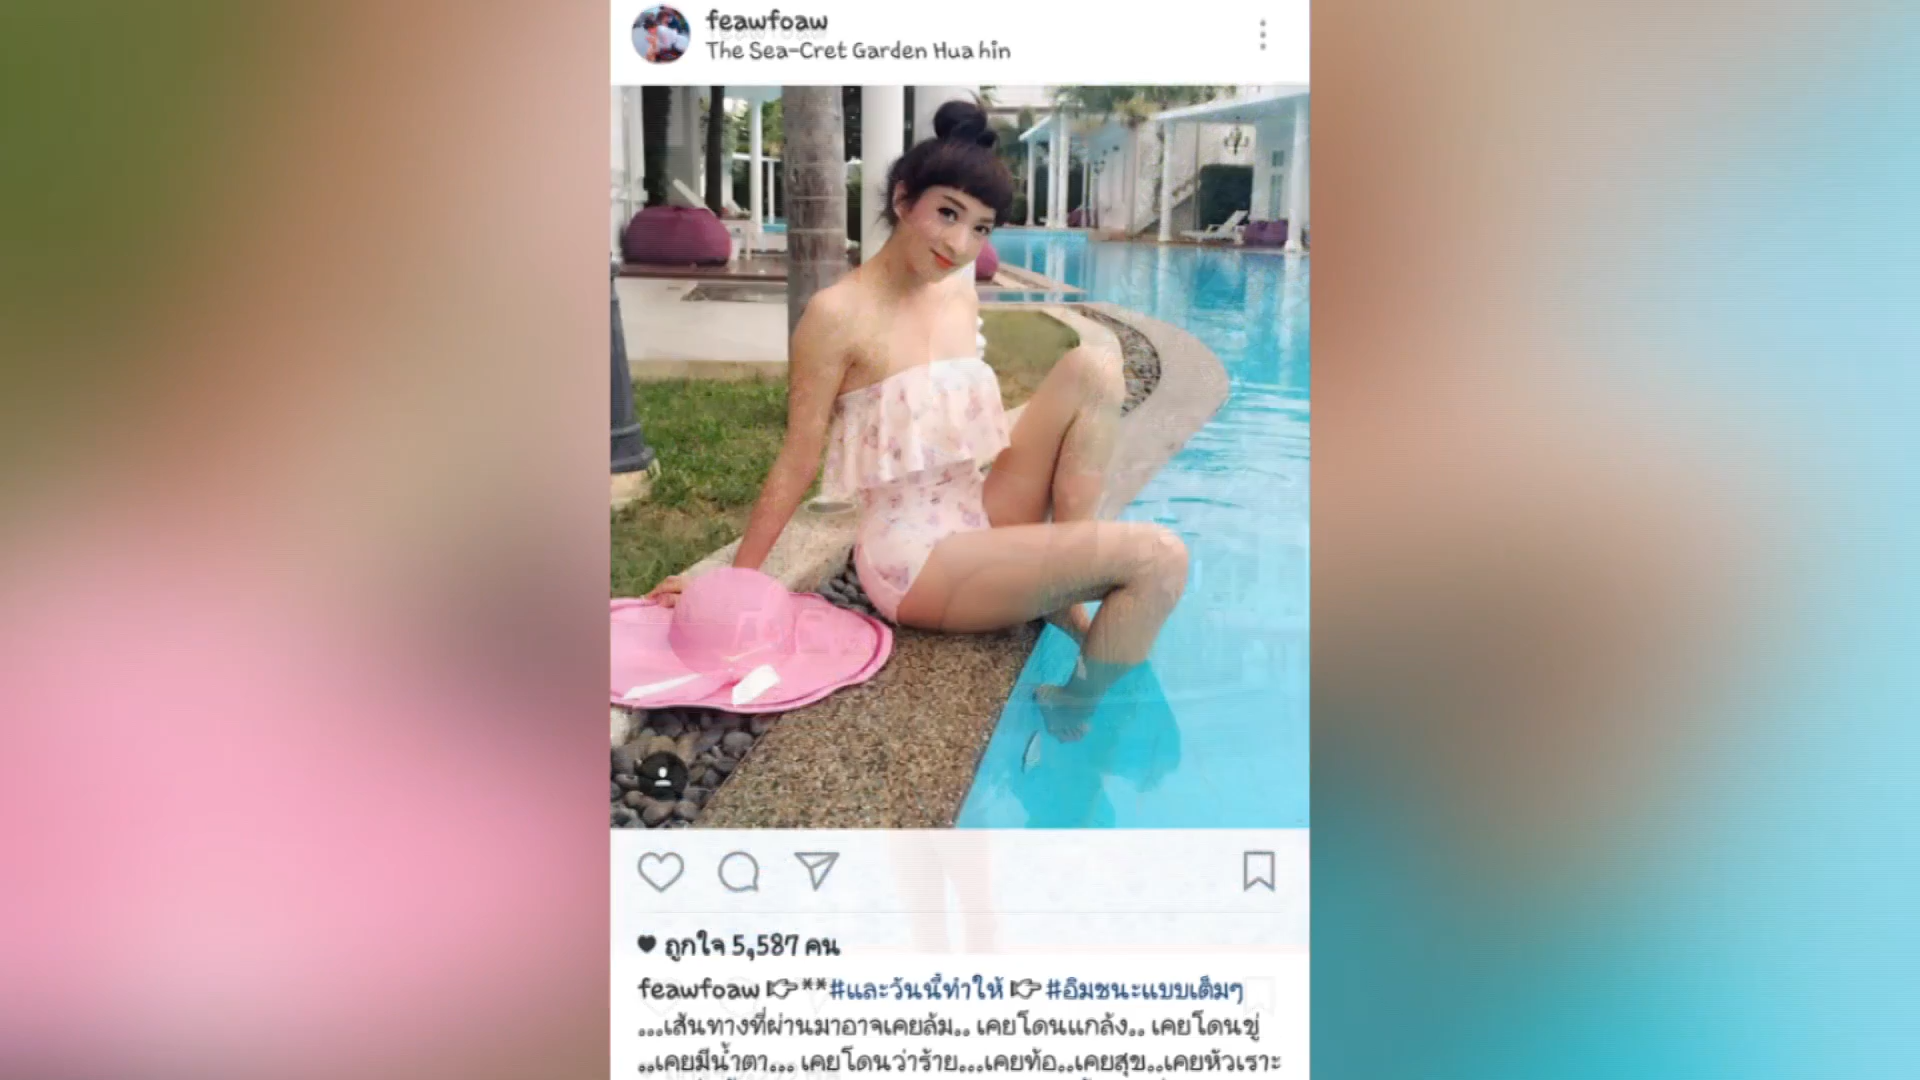 feawfoaw
The Sea-Cret Garden Hua hin
ถูกใจ 5,587 คน
feawfoaw 👉**#และวันนี้ทำให้ 👉#อิมชนะแบบเต็มๆ
...เส้นทางที่ผ่านมาอาจเคยล้ม.. เคยโดนแกล้ง.. เคยโดนขู่
..เคยมีน้ำตา... เคยโดนว่าร้าย...เคยท้อ..เคยสุข..เคยหัวเราะ